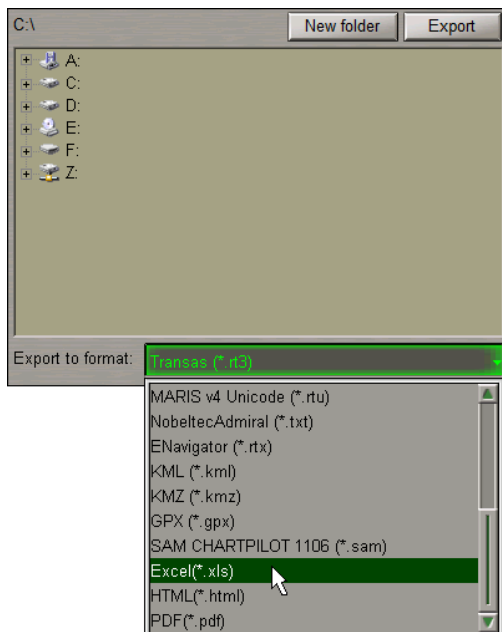 C:\ New folder Export
A:
C:
D:
E:
F:
Z:
Export to format: Transas (*.rt3)
MARIS v4 Unicode (*.rtu)
NobeltecAdmiral (*.txt)
ENavigator (*.rtx)
KML (*.kml)
KMZ (*.kmz)
GPX (*.gpx)
SAM CHARTPILOT 1106 (*.sam)
Excel(*.xls)
HTML(*.html)
PDF(*.pdf)